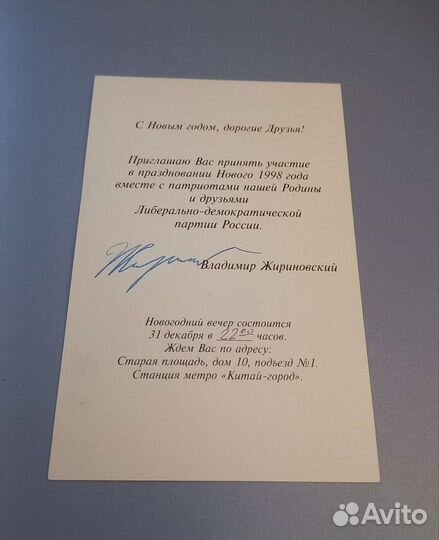 С Новым годом, дорогие Друзья!
Приглашаю Вас принять участие
в праздновании Нового 1998 года
вместе с патриотами нашей Родины
и друзьями
Либерально-демократической
партии России.
Владимир Жириновский
Новогодний вечер состоится
31 декабря в 22 00 часов.
Ждем Вас по адресу:
Старая площадь, дом 10, подъезд №1.
Станция метро «Китай-город».
Avito